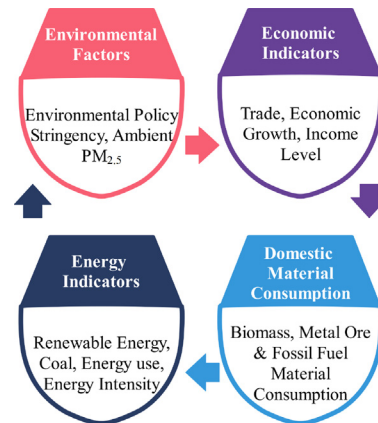 Environmental
Factors
Environmental Policy
Stringency, Ambient
PM2.5
Economic
Indicators
Trade, Economic
Growth, Income
Level
Energy
Indicators
Renewable Energy,
Coal, Energy use,
Energy Intensity
Domestic
Material
Consumption
Biomass, Metal Ore
& Fossil Fuel
Material
Consumption